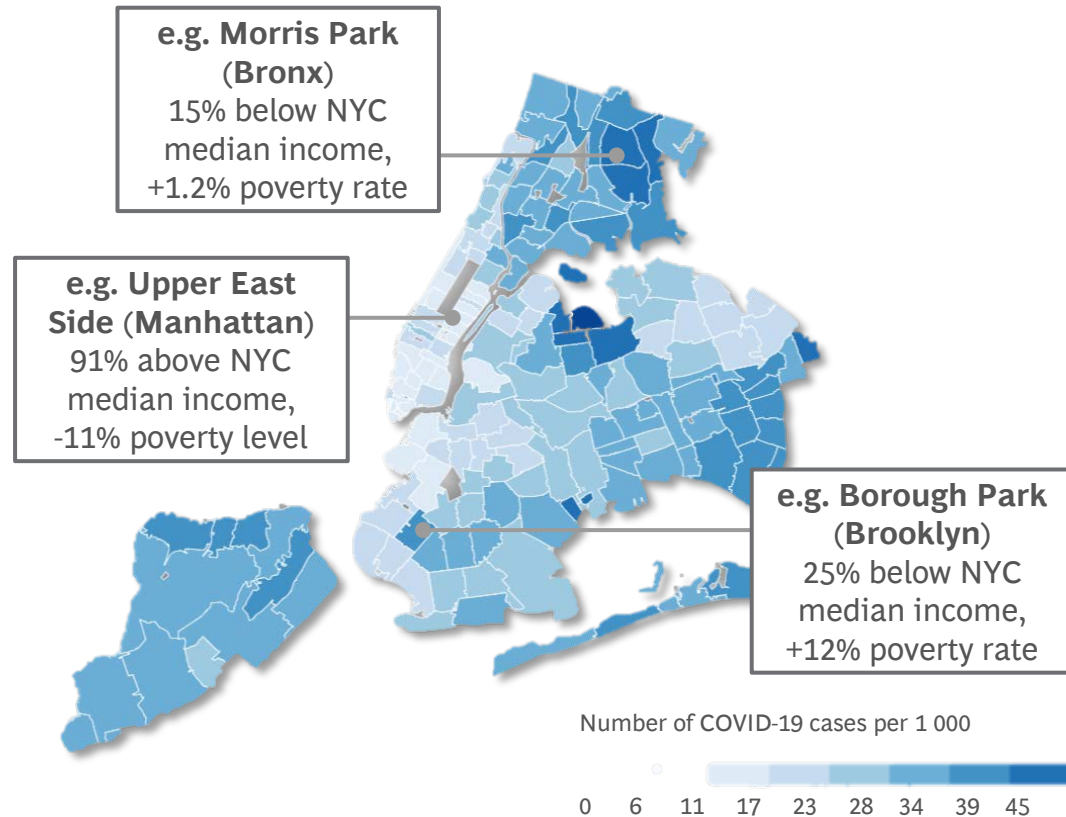 e.g. Morris Park
(Bronx)
15% below NYC
median income,
+1.2% poverty rate
e.g. Upper East
Side (Manhattan)
91% above NYC
median income,
-11% poverty level
e.g. Borough Park
(Brooklyn)
25% below NYC
median income,
+12% poverty rate
Number of COVID-19 cases per 1 000
0 6 11 17 23 28 34 39 45